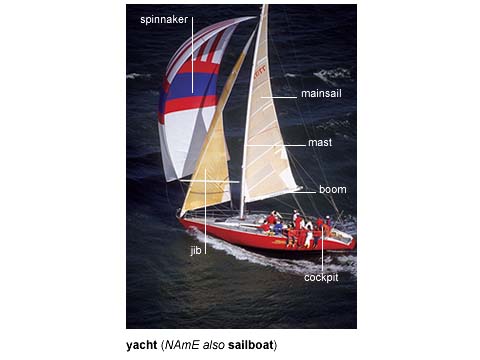 spinnaker
mainsail
mast
boom
jib
cockpit
yacht (NAmE also sailboat)